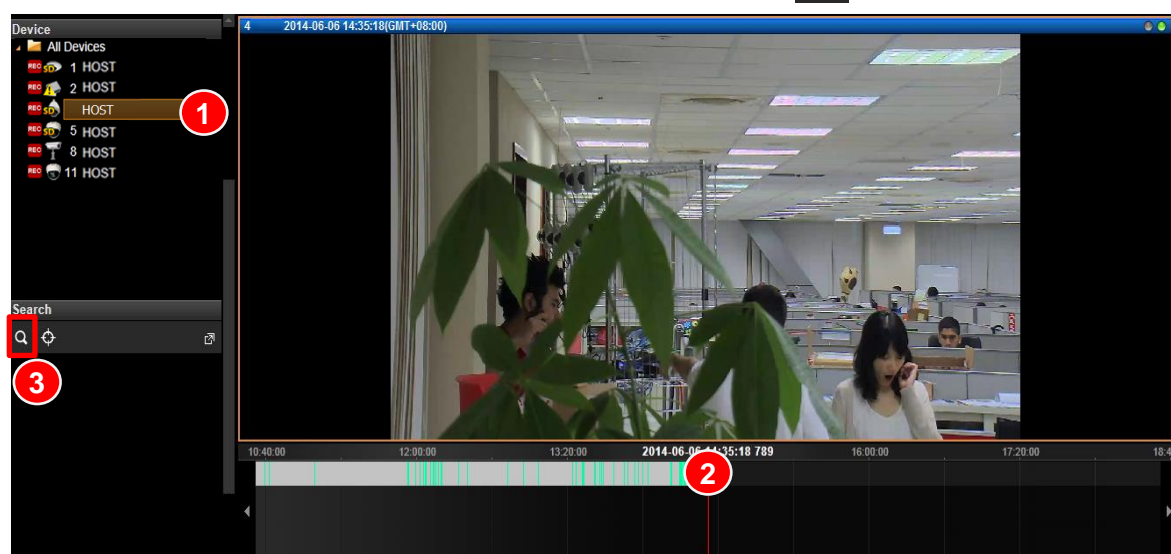 Device
4 2014-06-06 14:35:18(GMT+08:00)
All Devices
REC SD 1 HOST
REC 2 HOST
REC SD HOST
1
REC SD 5 HOST
REC 8 HOST
REC 11 HOST
Search
3
10:40:00 12:00:00 13:20:00 2014-06-06 14:35:18 789 16:00:00 17:20:00 18:4
2